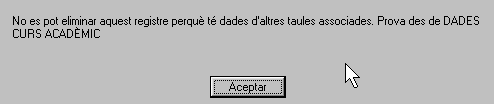 No es pot eliminar aquest registre perquè té dades d'altres taules associades. Prova des de DADES
CURS ACADÈMIC
Aceptar